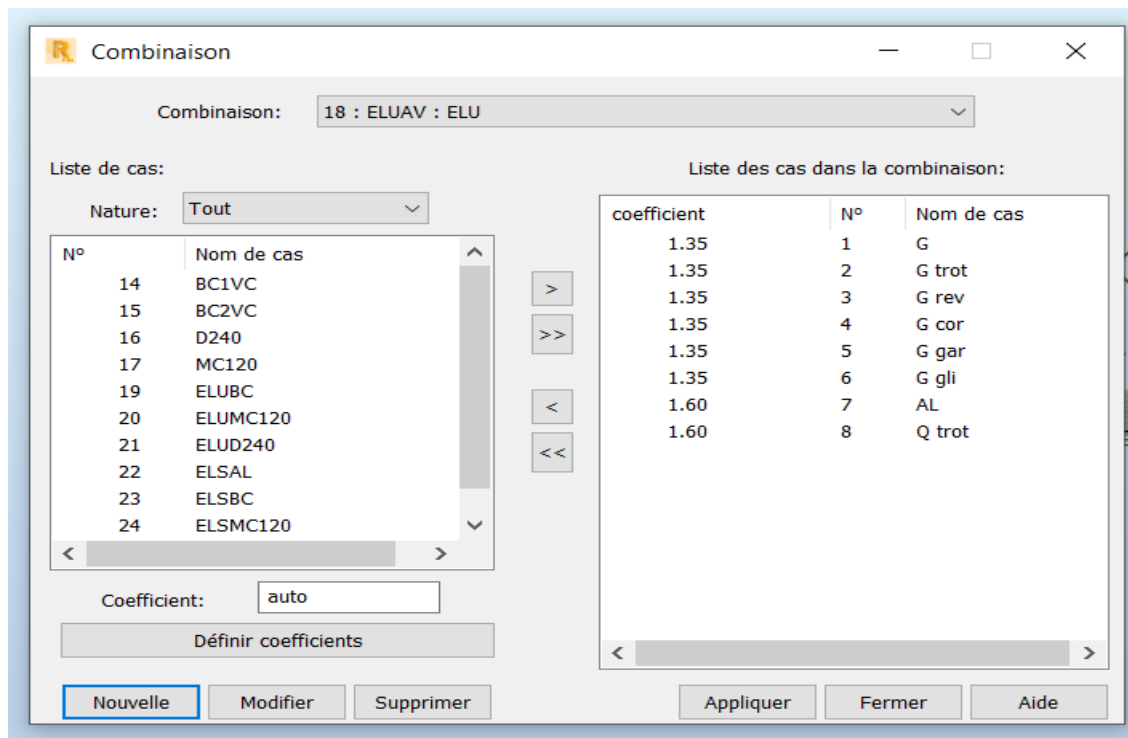 Combinaison
Combinaison: 18 : ELUAV : ELU
Liste de cas:
Nature: Tout
Nº Nom de cas
14 BC1VC
15 BC2VC
16 D240
17 MC120
19 ELUBC
20 ELUMC120
21 ELUD240
22 ELSAL
23 ELSBC
24 ELSMC120
Coefficient: auto
Définir coefficients
>
>>
<
<<
Liste des cas dans la combinaison:
coefficient Nº Nom de cas
1.35 1 G
1.35 2 G trot
1.35 3 G rev
1.35 4 G cor
1.35 5 G gar
1.35 6 G gli
1.60 7 AL
1.60 8 Q trot
Nouvelle Modifier Supprimer Appliquer Fermer Aide